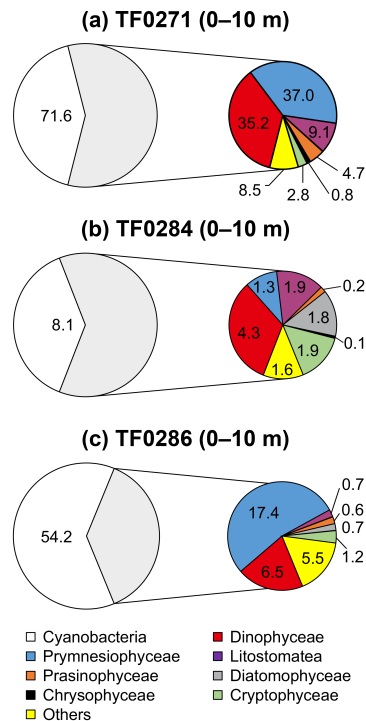 (a) TF0271 (0–10 m)
71.6
37.0
35.2
9.1
4.7
8.5
2.8
0.8
(b) TF0284 (0–10 m)
8.1
1.3
1.9
0.2
1.8
4.3
0.1
1.9
1.6
(c) TF0286 (0–10 m)
54.2
17.4
0.7
0.6
0.7
1.2
5.5
6.5
Cyanobacteria
Dinophyceae
Prymnesiophyceae
Litostomatea
Prasinophyceae
Diatomophyceae
Chrysophyceae
Cryptophyceae
Others